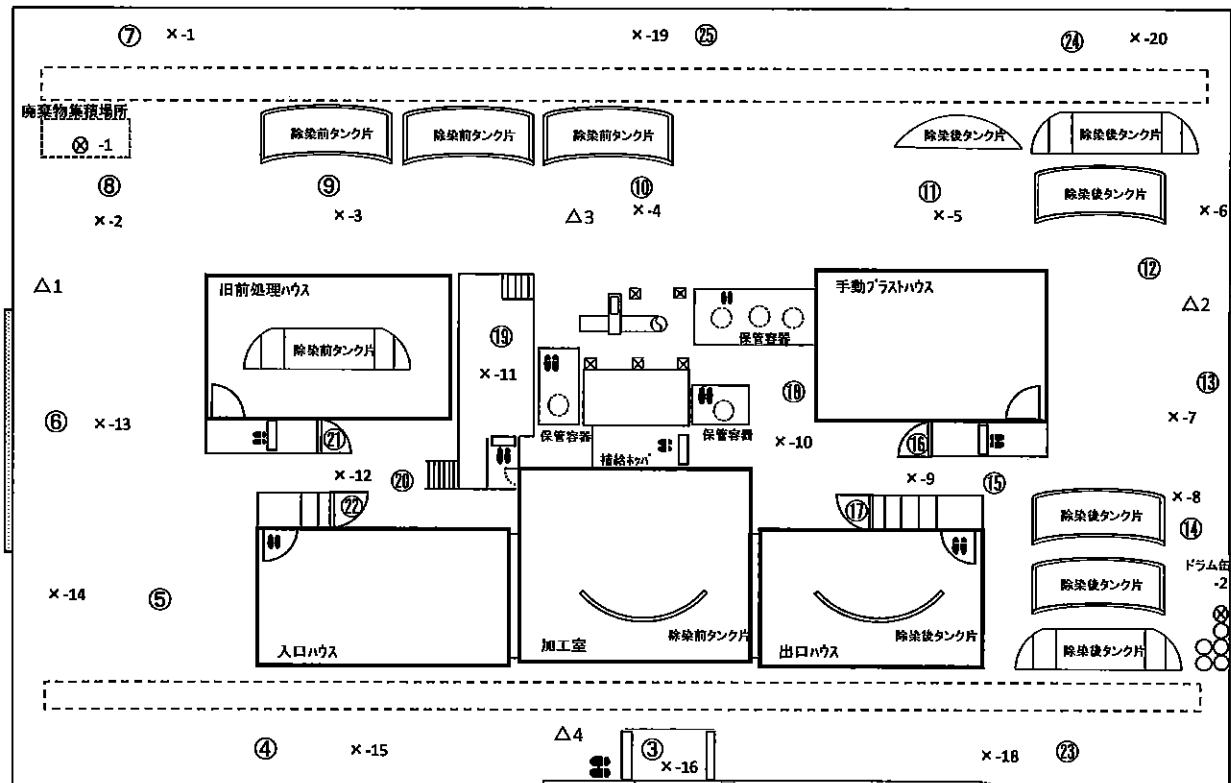 ⑦ ×-1 ×-19 ㉕ ㉔ ×-20
廃棄物集積場所
⊗ -1
除染前タンク片 除染前タンク片 除染前タンク片 除染後タンク片 除染後タンク片
⑧ ⑨ ⑩ ⑪ 除染後タンク片
×-2 ×-3 △3 ×-4 ×-5 ×-6
⑫
△1 旧前処理ハウス 手動ブラストハウス △2
⑲ 保管容器
除染前タンク片
×-11 ⑱ ⑬
⑥ ×-13 ×-7
㉑ 保管容器 保管容器 ×-10 ⑯
補給ホッパ
×-12 ⑳ ×-9 ⑮
㉒ ⑰ 除染後タンク片 ×-8
⑭
ドラム缶
-2
×-14 ⑤ 除染後タンク片
除染前タンク片 除染後タンク片
入口ハウス 加工室 出口ハウス 除染後タンク片
④ ×-15 △4 ③ ×-16 ×-18 ㉓